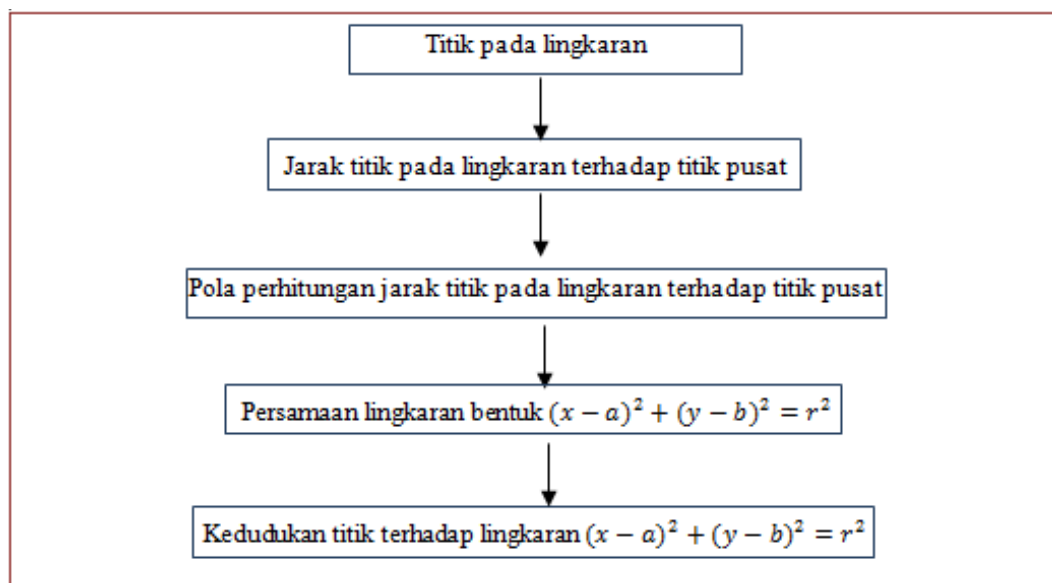 Titik pada lingkaran
Jarak titik pada lingkaran terhadap titik pusat
Pola perhitungan jarak titik pada lingkaran terhadap titik pusat
Persamaan lingkaran bentuk (x − a)² + (y − b)² = r²
Kedudukan titik terhadap lingkaran (x − a)² + (y − b)² = r²